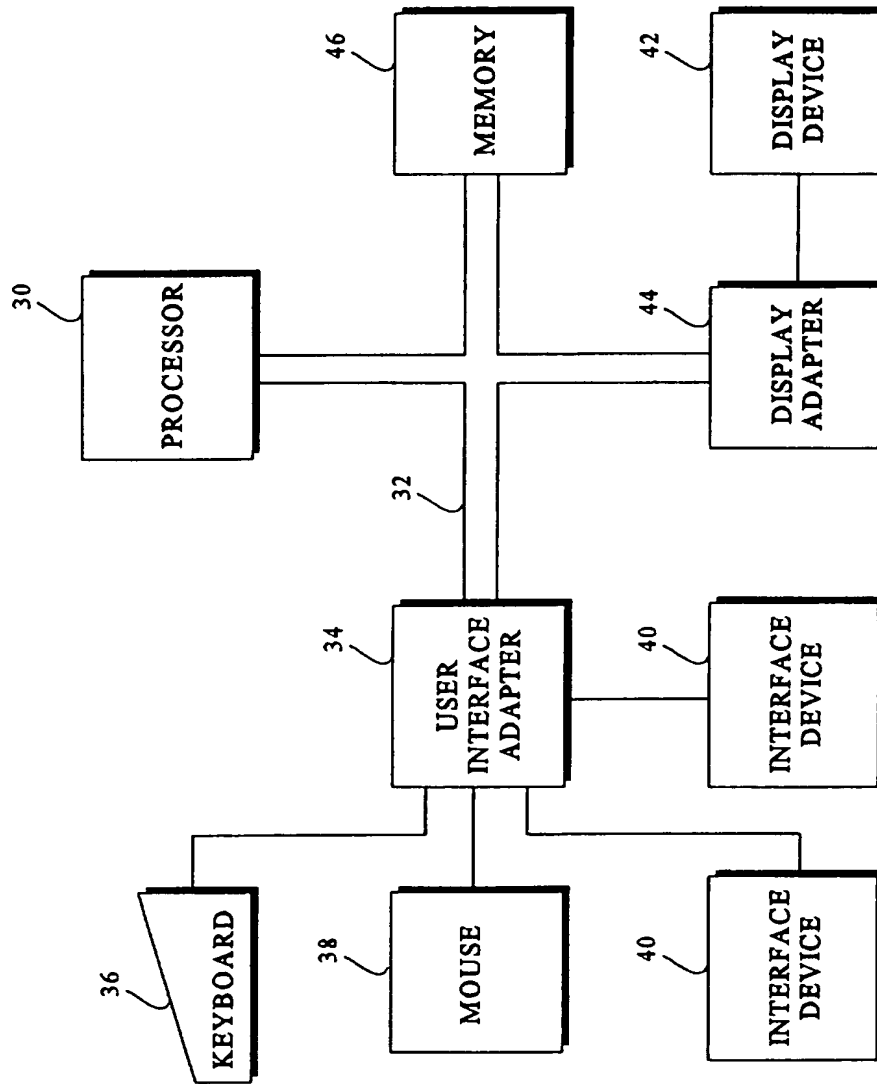 36
KEYBOARD
38
MOUSE
40
INTERFACE
DEVICE
34
USER
INTERFACE
ADAPTER
40
INTERFACE
DEVICE
32
30
PROCESSOR
46
MEMORY
44
DISPLAY
ADAPTER
42
DISPLAY
DEVICE